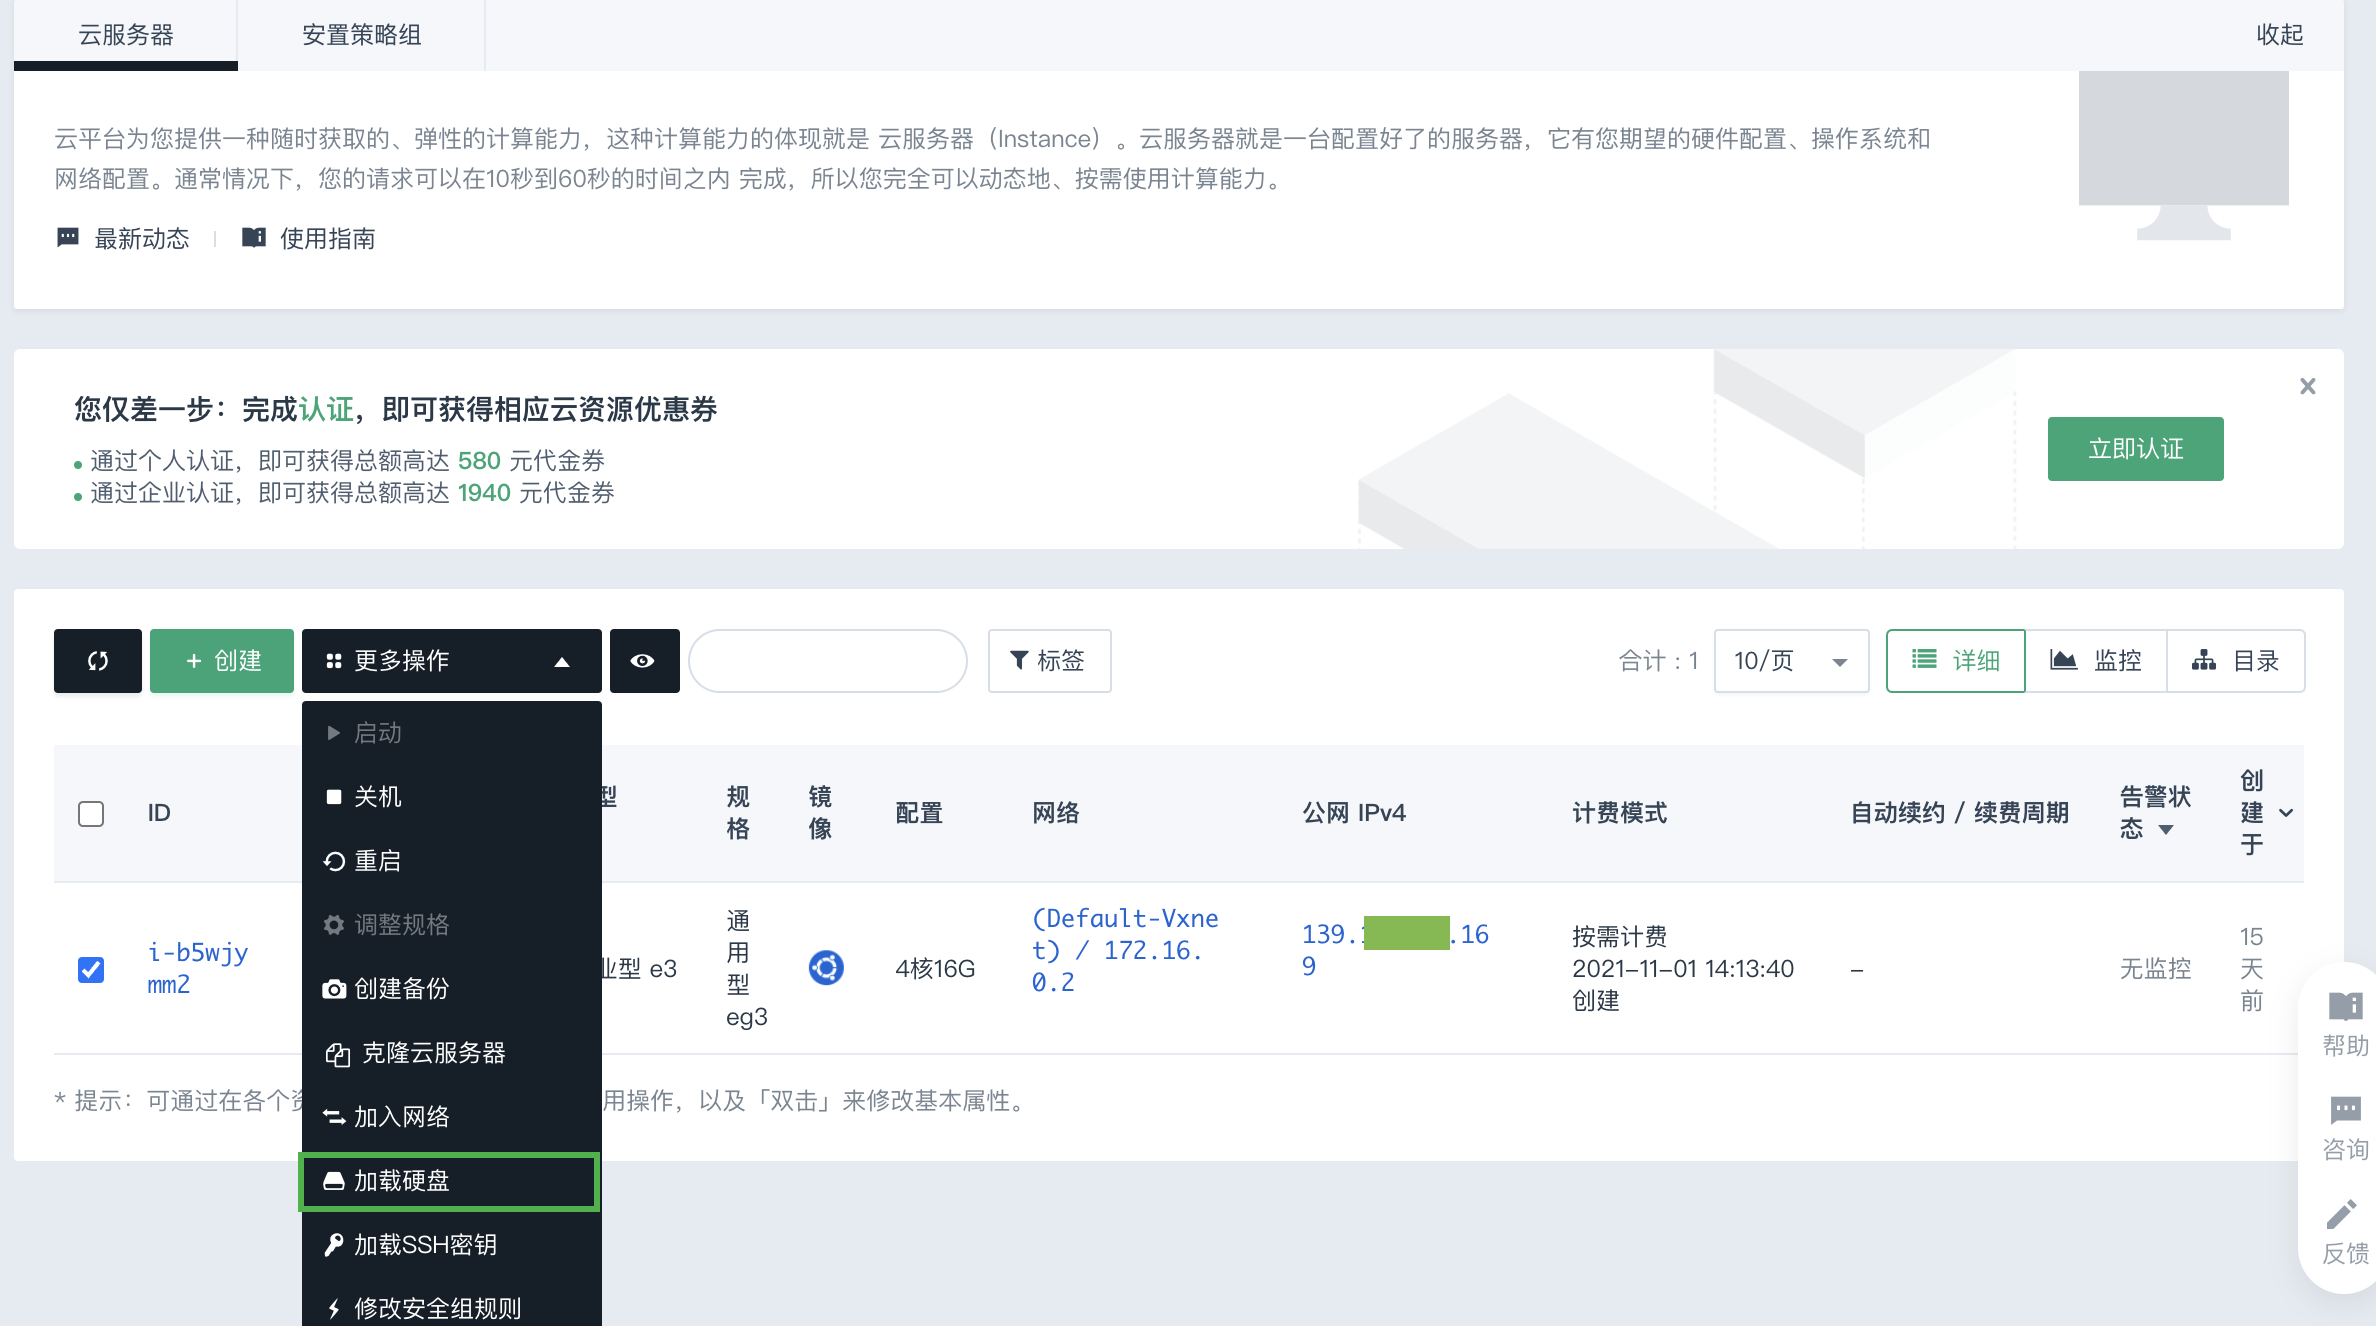 云服务器
安置策略组
收起
云平台为您提供一种随时获取的、弹性的计算能力，这种计算能力的体现就是 云服务器（Instance）。云服务器就是一台配置好了的服务器，它有您期望的硬件配置、操作系统和
网络配置。通常情况下，您的请求可以在10秒到60秒的时间之内 完成，所以您完全可以动态地、按需使用计算能力。
最新动态
使用指南
您仅差一步：完成认证，即可获得相应云资源优惠券
通过个人认证，即可获得总额高达 580 元代金券
通过企业认证，即可获得总额高达 1940 元代金券
立即认证
+ 创建
更多操作
标签
合计 : 1
10/页
详细
监控
目录
启动
关机
重启
调整规格
创建备份
克隆云服务器
加入网络
加载硬盘
加载SSH密钥
修改安全组规则
ID
型
规
格
镜
像
配置
网络
公网 IPv4
计费模式
自动续约 / 续费周期
告警状
态
创
建
于
i-b5wjy
mm2
型 e3
通
用
型
eg3
4核16G
(Default-Vxne
t) / 172.16.
0.2
139.
.16
9
按需计费
2021-11-01 14:13:40
创建
–
无监控
15
天
前
* 提示：可通过在各个
用操作，以及「双击」来修改基本属性。
帮助
咨询
反馈